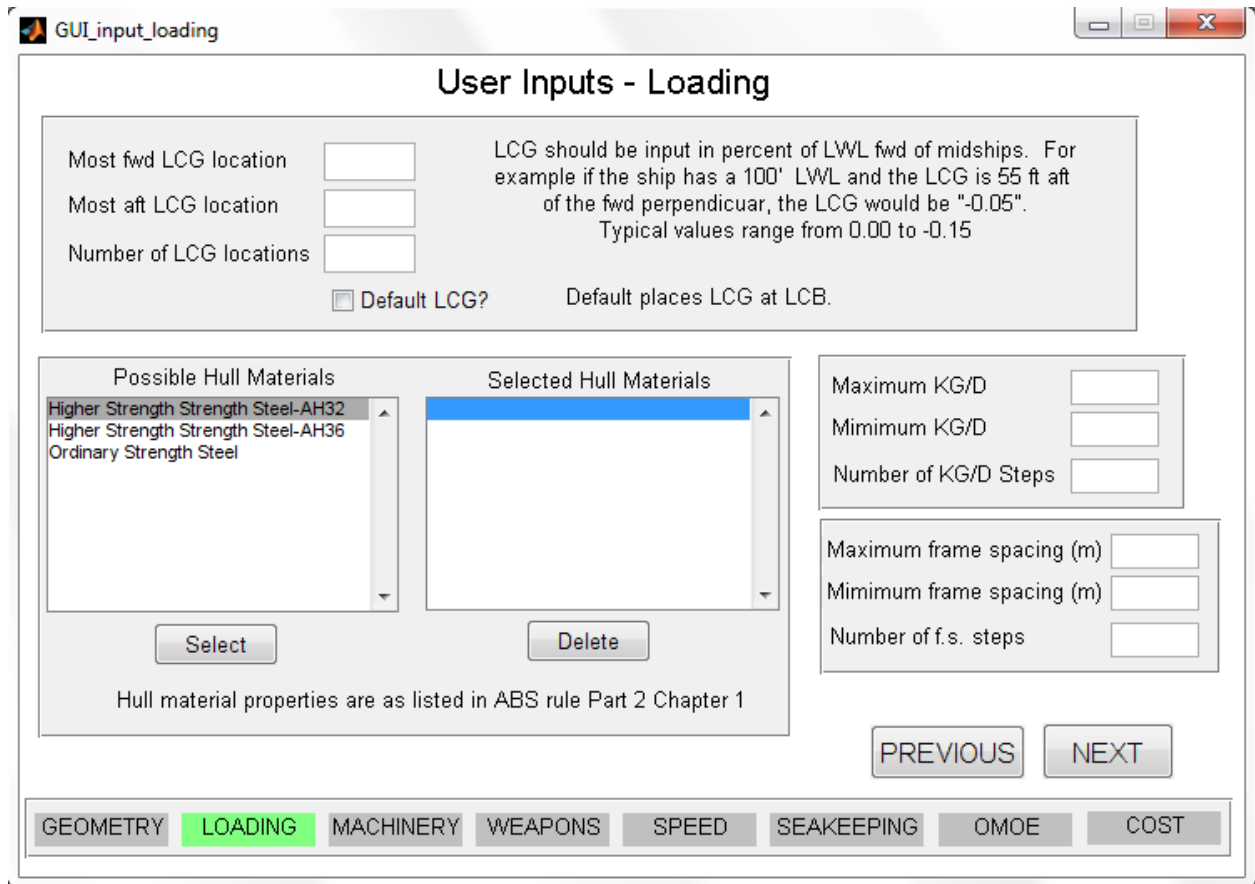 GUI_input_loading
User Inputs - Loading
Most fwd LCG location
Most aft LCG location
Number of LCG locations
LCG should be input in percent of LWL fwd of midships. For
example if the ship has a 100' LWL and the LCG is 55 ft aft
of the fwd perpendicuar, the LCG would be "-0.05".
Typical values range from 0.00 to -0.15
Default LCG?
Default places LCG at LCB.
Possible Hull Materials
Higher Strength Strength Steel-AH32
Higher Strength Strength Steel-AH36
Ordinary Strength Steel
Select
Selected Hull Materials
Delete
Hull material properties are as listed in ABS rule Part 2 Chapter 1
Maximum KG/D
Mimimum KG/D
Number of KG/D Steps
Maximum frame spacing (m)
Mimimum frame spacing (m)
Number of f.s. steps
PREVIOUS
NEXT
GEOMETRY
LOADING
MACHINERY
WEAPONS
SPEED
SEAKEEPING
OMOE
COST